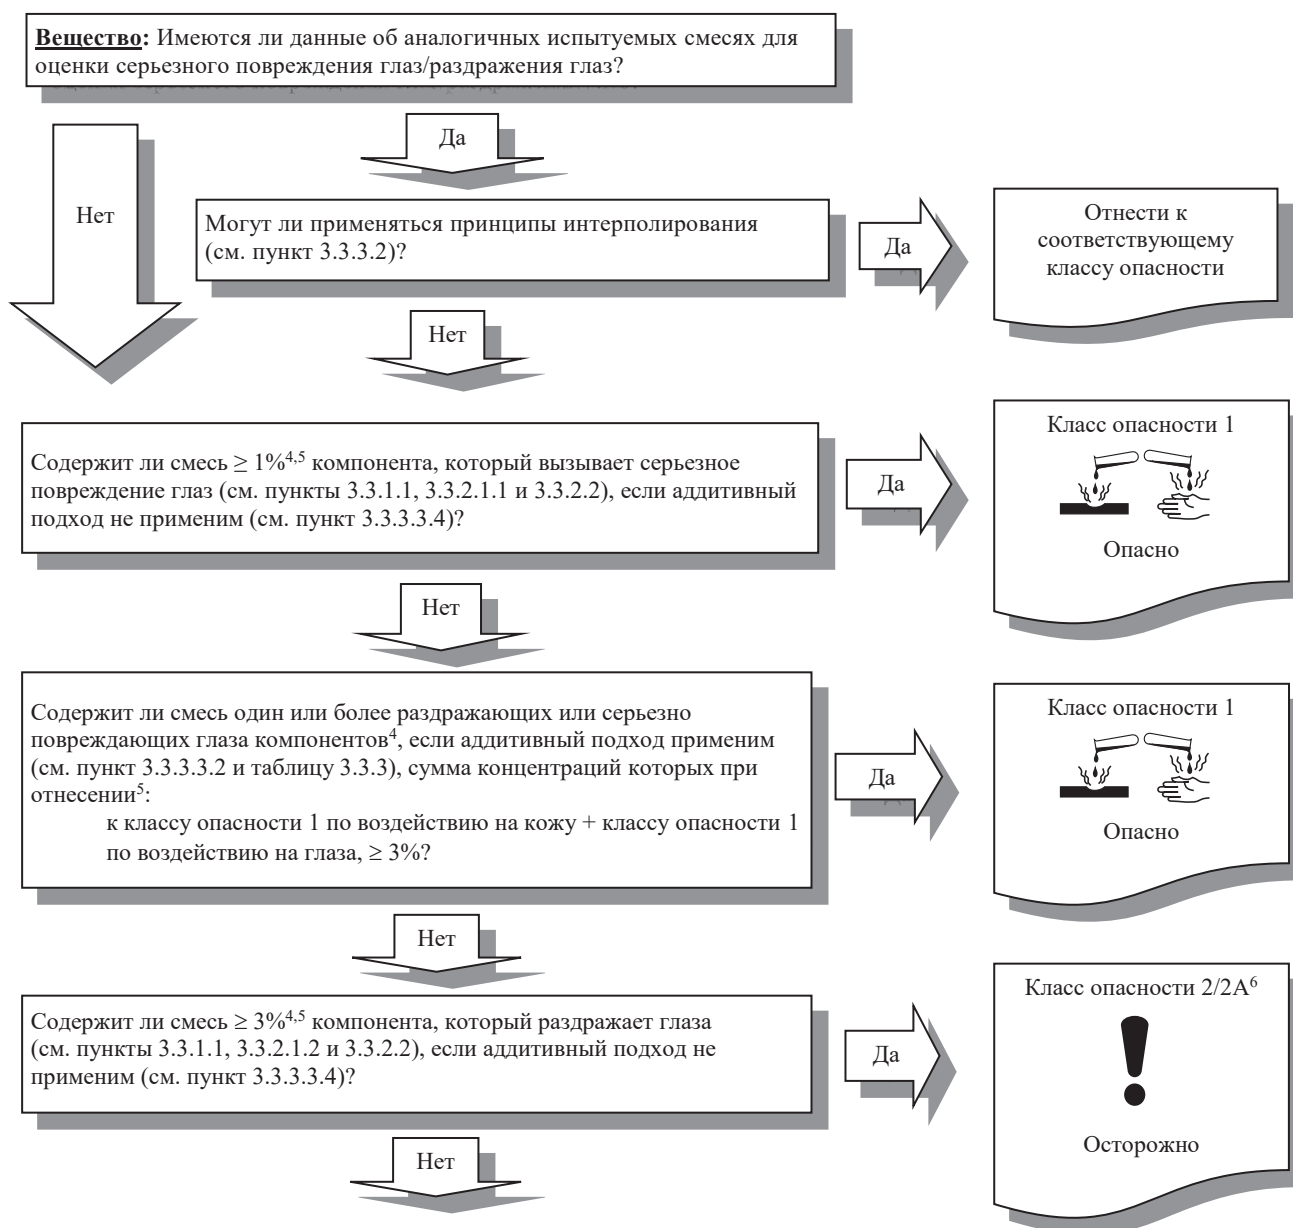 Вещество: Имеются ли данные об аналогичных испытуемых смесях для
оценки серьезного повреждения глаз/раздражения глаз?
Да
Нет
Могут ли применяться принципы интерполирования
(см. пункт 3.3.3.2)?
Да
Отнести к
соответствующему
классу опасности
Нет
Содержит ли смесь ≥ 1%⁴,⁵ компонента, который вызывает серьезное
повреждение глаз (см. пункты 3.3.1.1, 3.3.2.1.1 и 3.3.2.2), если аддитивный
подход не применим (см. пункт 3.3.3.3.4)?
Да
Класс опасности 1
Опасно
Нет
Содержит ли смесь один или более раздражающих или серьезно
повреждающих глаза компонентов⁴, если аддитивный подход применим
(см. пункт 3.3.3.3.2 и таблицу 3.3.3), сумма концентраций которых при
отнесении⁵:
к классу опасности 1 по воздействию на кожу + классу опасности 1
по воздействию на глаза, ≥ 3%?
Да
Класс опасности 1
Опасно
Нет
Содержит ли смесь ≥ 3%⁴,⁵ компонента, который раздражает глаза
(см. пункты 3.3.1.1, 3.3.2.1.2 и 3.3.2.2), если аддитивный подход не
применим (см. пункт 3.3.3.3.4)?
Да
Класс опасности 2/2А⁶
Осторожно
Нет